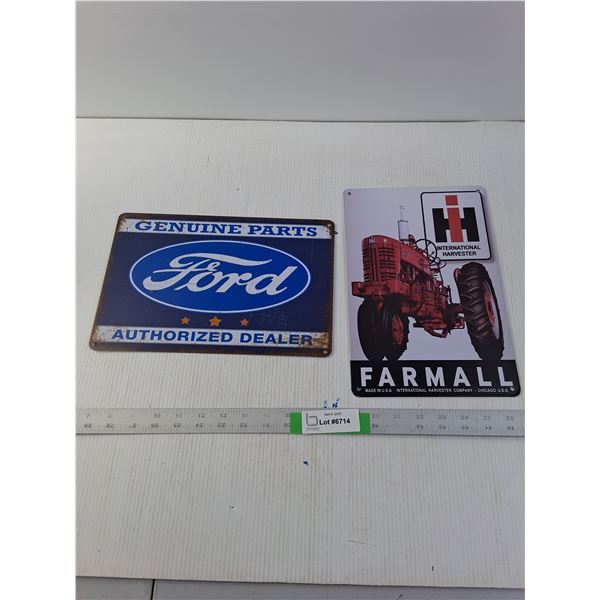 GENUINE PARTS
Ford
AUTHORIZED DEALER
IH
INTERNATIONAL
HARVESTER
FARMALL
MADE IN U.S.A. - INTERNATIONAL HARVESTER COMPANY - CHICAGO U.S.A.
Lot #6714